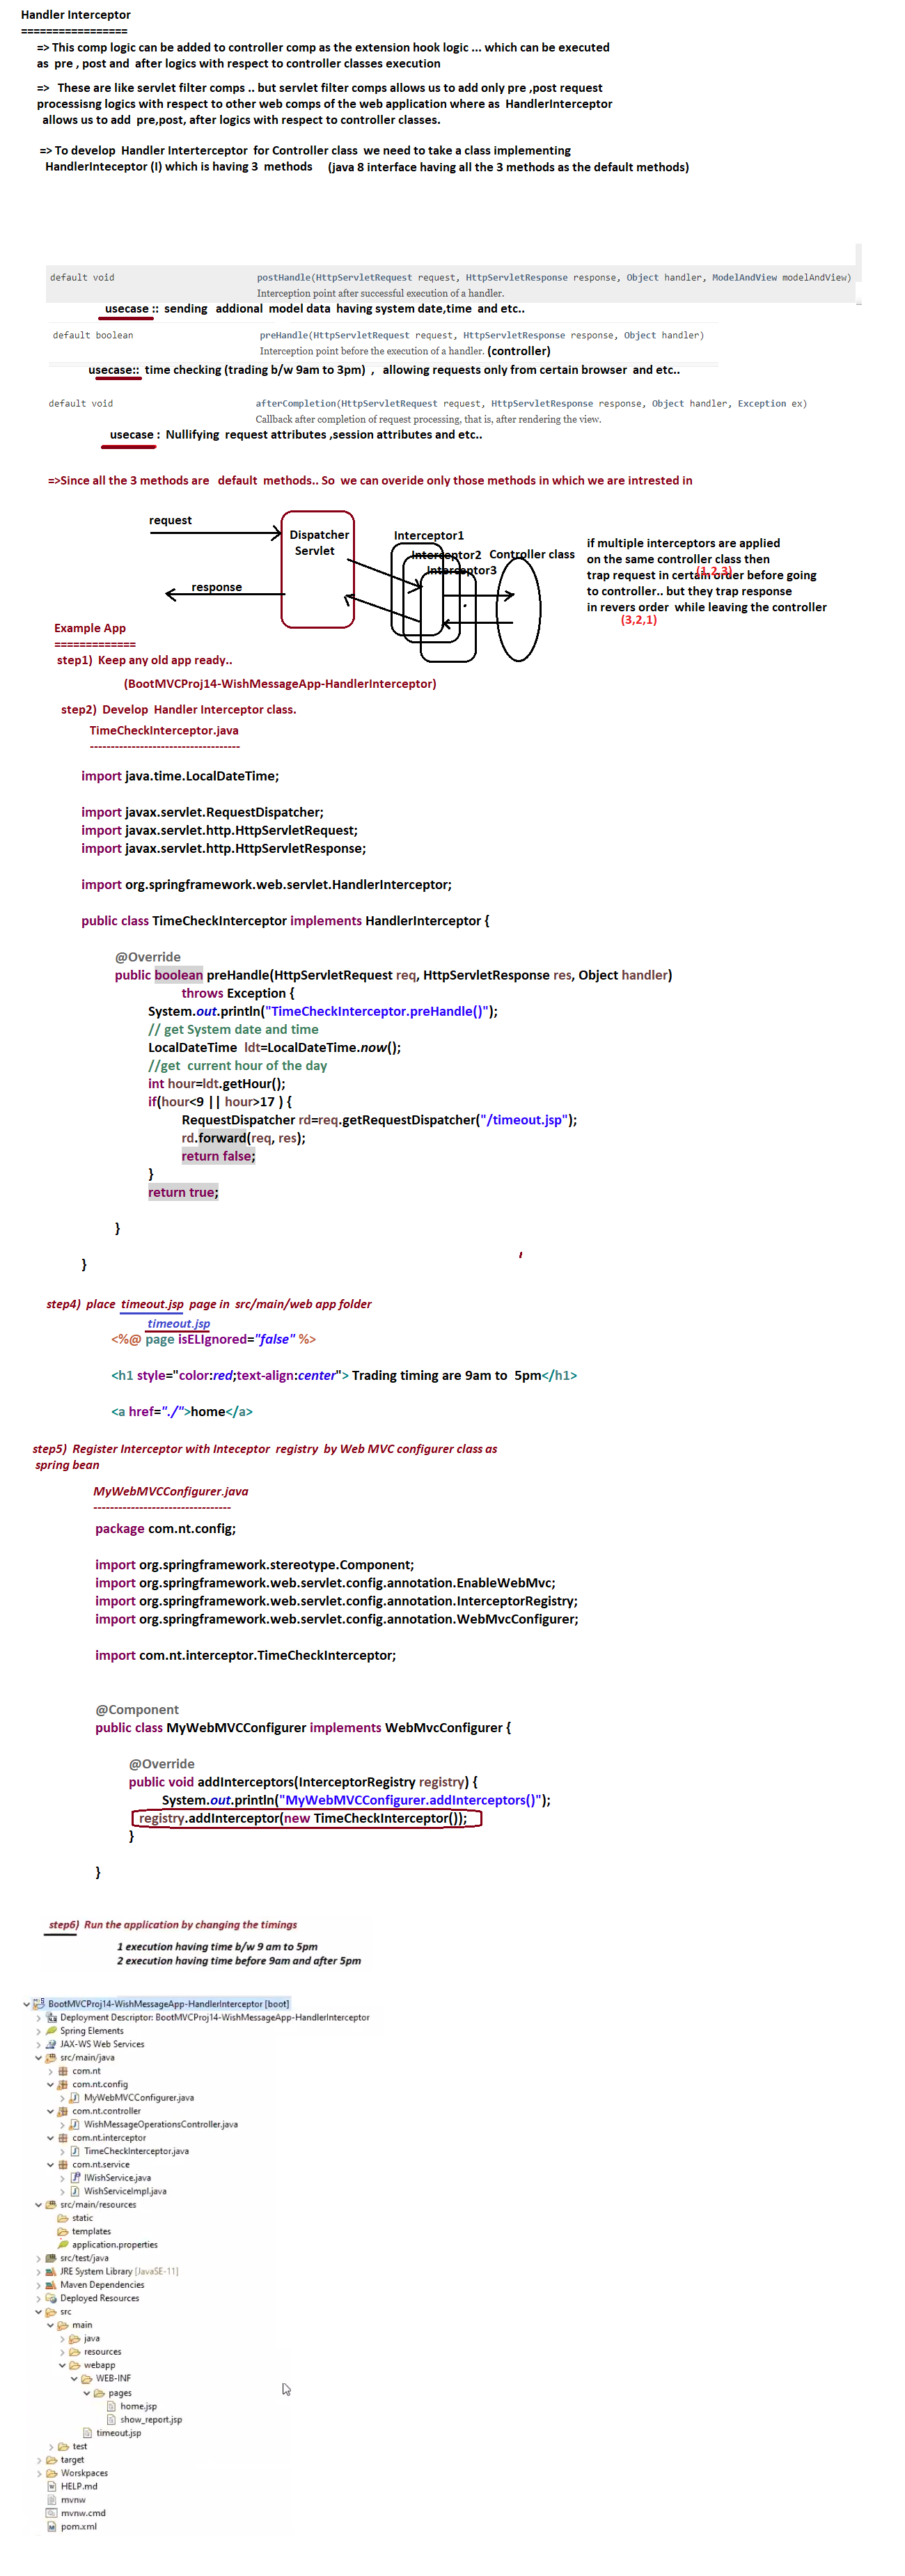 Handler Interceptor
=================
=> This comp logic can be added to controller comp as the extension hook logic ... which can be executed
as pre , post and after logics with respect to controller classes execution
=> These are like servlet filter comps .. but servlet filter comps allows us to add only pre ,post request
processisng logics with respect to other web comps of the web application where as HandlerInterceptor
allows us to add pre,post, after logics with respect to controller classes.
=> To develop Handler Interterceptor for Controller class we need to take a class implementing
HandlerInteceptor (I) which is having 3 methods (java 8 interface having all the 3 methods as the default methods)
default void postHandle(HttpServletRequest request, HttpServletResponse response, Object handler, ModelAndView modelAndView)
Interception point after successful execution of a handler.
usecase :: sending addional model data having system date,time and etc..
default boolean preHandle(HttpServletRequest request, HttpServletResponse response, Object handler)
Interception point before the execution of a handler. (controller)
usecase:: time checking (trading b/w 9am to 3pm) , allowing requests only from certain browser and etc..
default void afterCompletion(HttpServletRequest request, HttpServletResponse response, Object handler, Exception ex)
Callback after completion of request processing, that is, after rendering the view.
usecase : Nullifying request attributes ,session attributes and etc..
=>Since all the 3 methods are default methods.. So we can overide only those methods in which we are intrested in
request
Dispatcher
Servlet
response
Interceptor1
Interceptor2
Interceptor3
Controller class
if multiple interceptors are applied
on the same controller class then
trap request in certain order before going
(1,2,3)
to controller.. but they trap response
in revers order while leaving the controller
(3,2,1)
Example App
=============
step1) Keep any old app ready..
(BootMVCProj14-WishMessageApp-HandlerInterceptor)
step2) Develop Handler Interceptor class.
TimeCheckInterceptor.java
------------------------------------
import java.time.LocalDateTime;
import javax.servlet.RequestDispatcher;
import javax.servlet.http.HttpServletRequest;
import javax.servlet.http.HttpServletResponse;
import org.springframework.web.servlet.HandlerInterceptor;
public class TimeCheckInterceptor implements HandlerInterceptor {
@Override
public boolean preHandle(HttpServletRequest req, HttpServletResponse res, Object handler)
throws Exception {
System.out.println("TimeCheckInterceptor.preHandle()");
// get System date and time
LocalDateTime ldt=LocalDateTime.now();
//get current hour of the day
int hour=ldt.getHour();
if(hour<9 || hour>17 ) {
RequestDispatcher rd=req.getRequestDispatcher("/timeout.jsp");
rd.forward(req, res);
return false;
}
return true;
}
}
step4) place timeout.jsp page in src/main/web app folder
timeout.jsp
<%@ page isELIgnored="false" %>
<h1 style="color:red;text-align:center"> Trading timing are 9am to 5pm</h1>
<a href="./">home</a>
step5) Register Interceptor with Inteceptor registry by Web MVC configurer class as
spring bean
MyWebMVCConfigurer.java
---------------------------------
package com.nt.config;
import org.springframework.stereotype.Component;
import org.springframework.web.servlet.config.annotation.EnableWebMvc;
import org.springframework.web.servlet.config.annotation.InterceptorRegistry;
import org.springframework.web.servlet.config.annotation.WebMvcConfigurer;
import com.nt.interceptor.TimeCheckInterceptor;
@Component
public class MyWebMVCConfigurer implements WebMvcConfigurer {
@Override
public void addInterceptors(InterceptorRegistry registry) {
System.out.println("MyWebMVCConfigurer.addInterceptors()");
registry.addInterceptor(new TimeCheckInterceptor());
}
}
step6) Run the application by changing the timings
1 execution having time b/w 9 am to 5pm
2 execution having time before 9am and after 5pm
BootMVCProj14-WishMessageApp-HandlerInterceptor [boot]
Deployment Descriptor: BootMVCProj14-WishMessageApp-HandlerInterceptor
Spring Elements
JAX-WS Web Services
src/main/java
com.nt
com.nt.config
MyWebMVCConfigurer.java
com.nt.controller
WishMessageOperationsController.java
com.nt.interceptor
TimeCheckInterceptor.java
com.nt.service
IWishService.java
WishServiceImpl.java
src/main/resources
static
templates
application.properties
src/test/java
JRE System Library [JavaSE-11]
Maven Dependencies
Deployed Resources
src
main
java
resources
webapp
WEB-INF
pages
home.jsp
show_report.jsp
timeout.jsp
test
target
Worskpaces
HELP.md
mvnw
mvnw.cmd
pom.xml